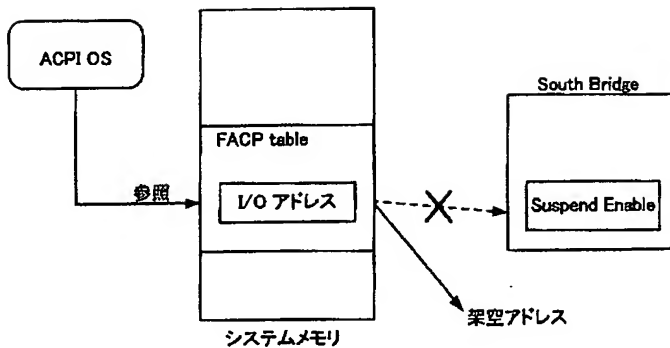 ACPI OS
South Bridge
FACP table
参照
I/O アドレス
Suspend Enable
架空アドレス
システムメモリ